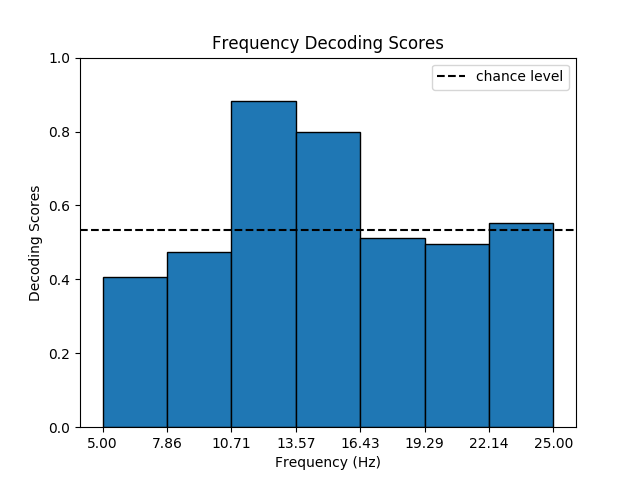 Frequency Decoding Scores
chance level
1.0
0.8
0.6
0.4
0.2
0.0
Decoding Scores
5.00 7.86 10.71 13.57 16.43 19.29 22.14 25.00
Frequency (Hz)